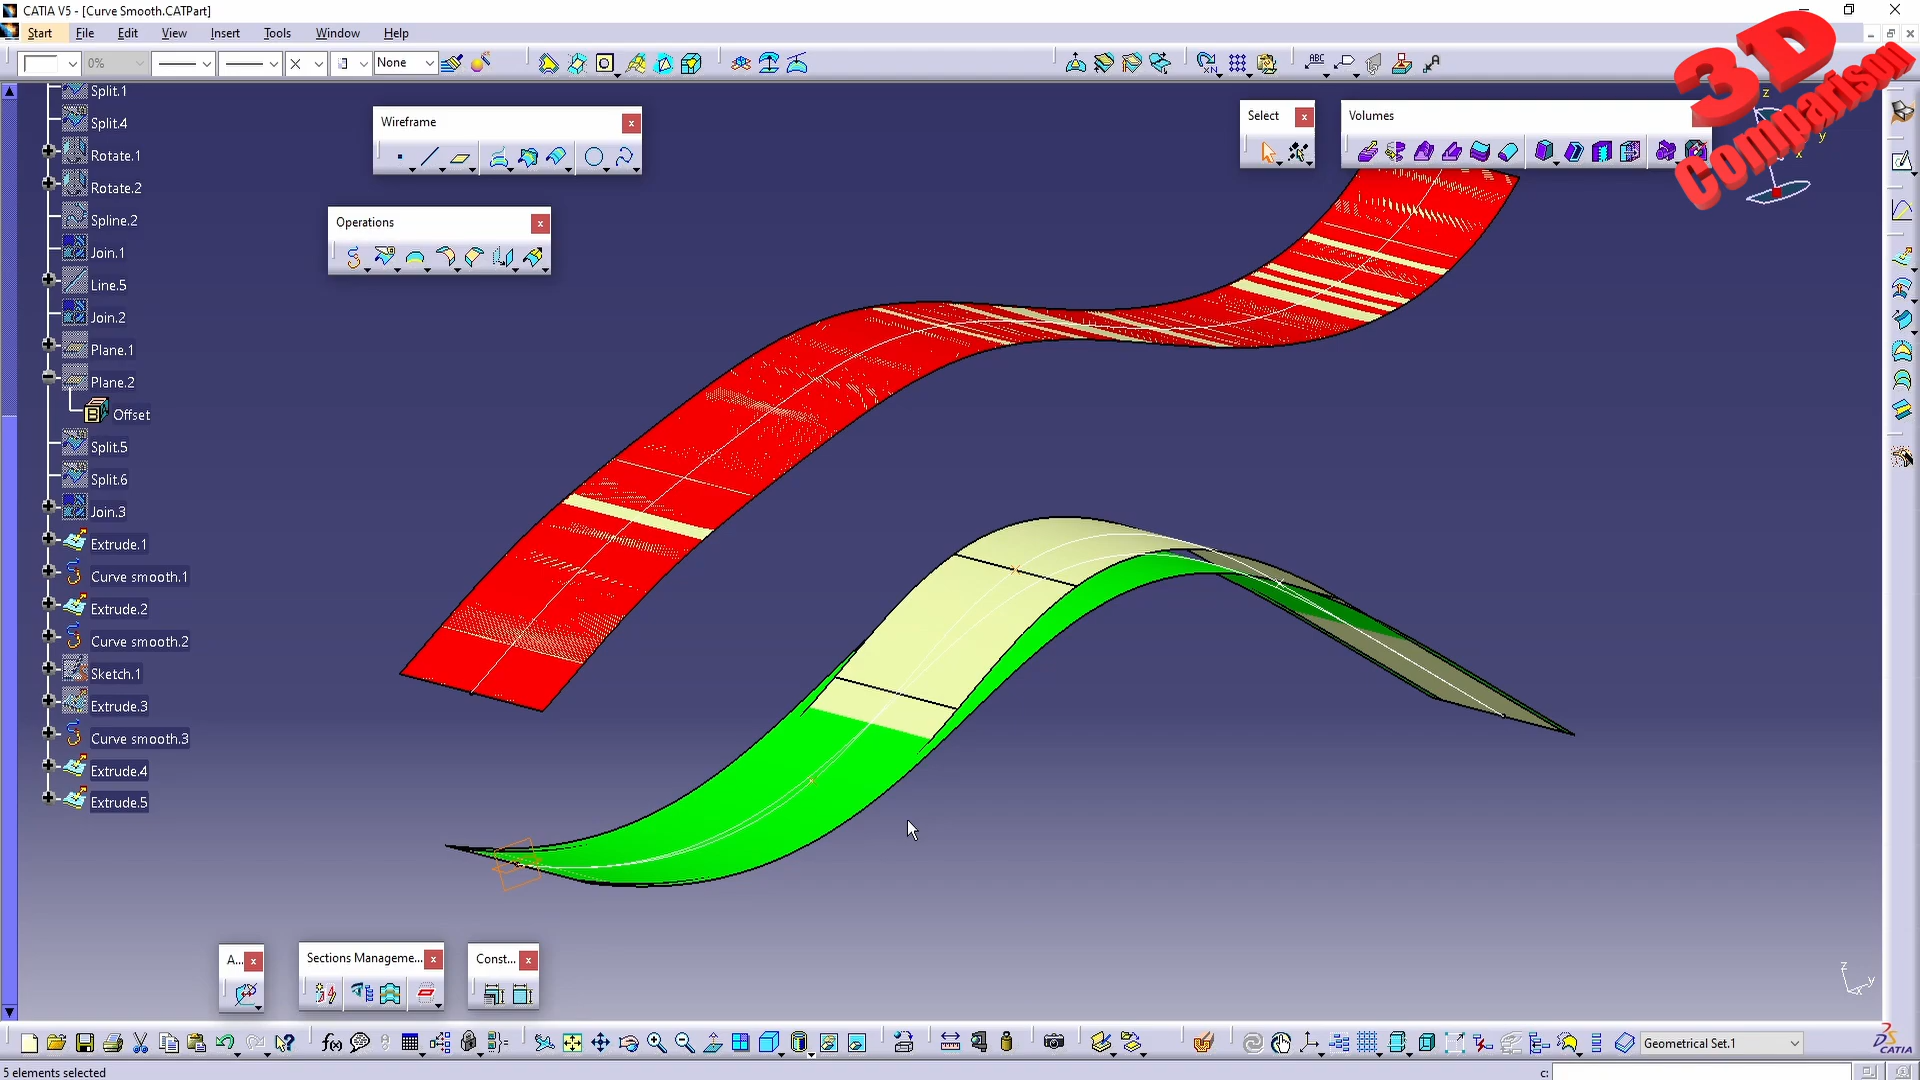 CATIA V5 - [Curve Smooth.CATPart]
Start File Edit View Insert Tools Window Help
0% None
ABC
3D
Comparison
Split.1
Split.4
Rotate.1
Rotate.2
Spline.2
Join.1
Line.5
Join.2
Plane.1
Plane.2
Offset
Split.5
Split.6
Join.3
Extrude.1
Curve smooth.1
Extrude.2
Curve smooth.2
Sketch.1
Extrude.3
Curve smooth.3
Extrude.4
Extrude.5
Wireframe
Operations
Select
Volumes
z
y
x
A...
Sections Manageme...
Const...
z
y
x
f(x)
Geometrical Set.1
CATIA
5 elements selected
c: